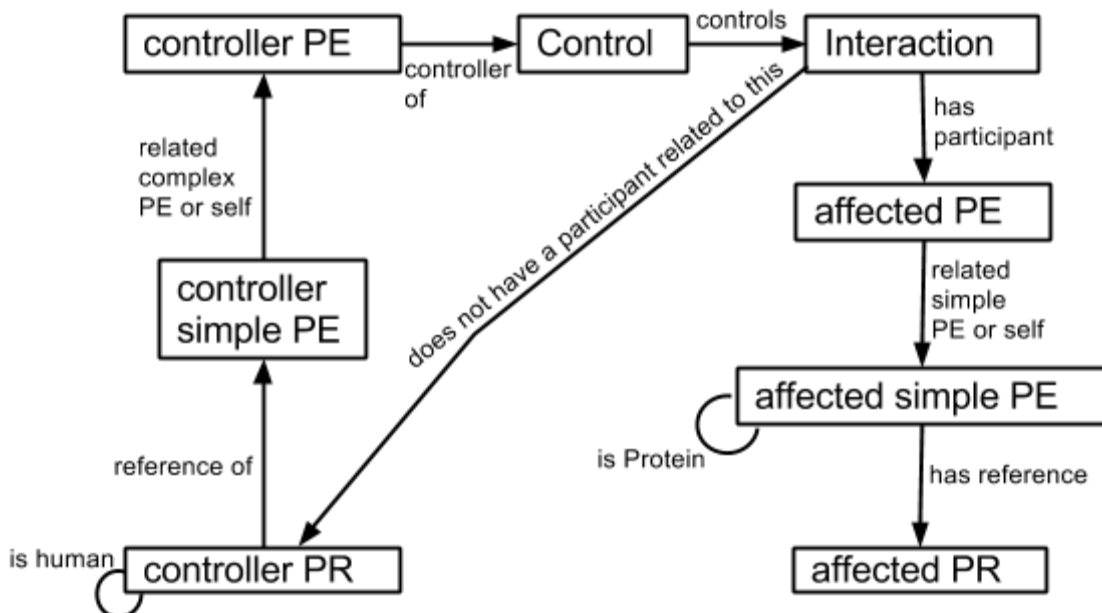 controller PE
controller
of
Control
controls
Interaction
has
participant
affected PE
related
simple
PE or self
affected simple PE
is Protein
has reference
affected PR
does not have a participant related to this
related
complex
PE or self
controller
simple PE
reference of
is human
controller PR